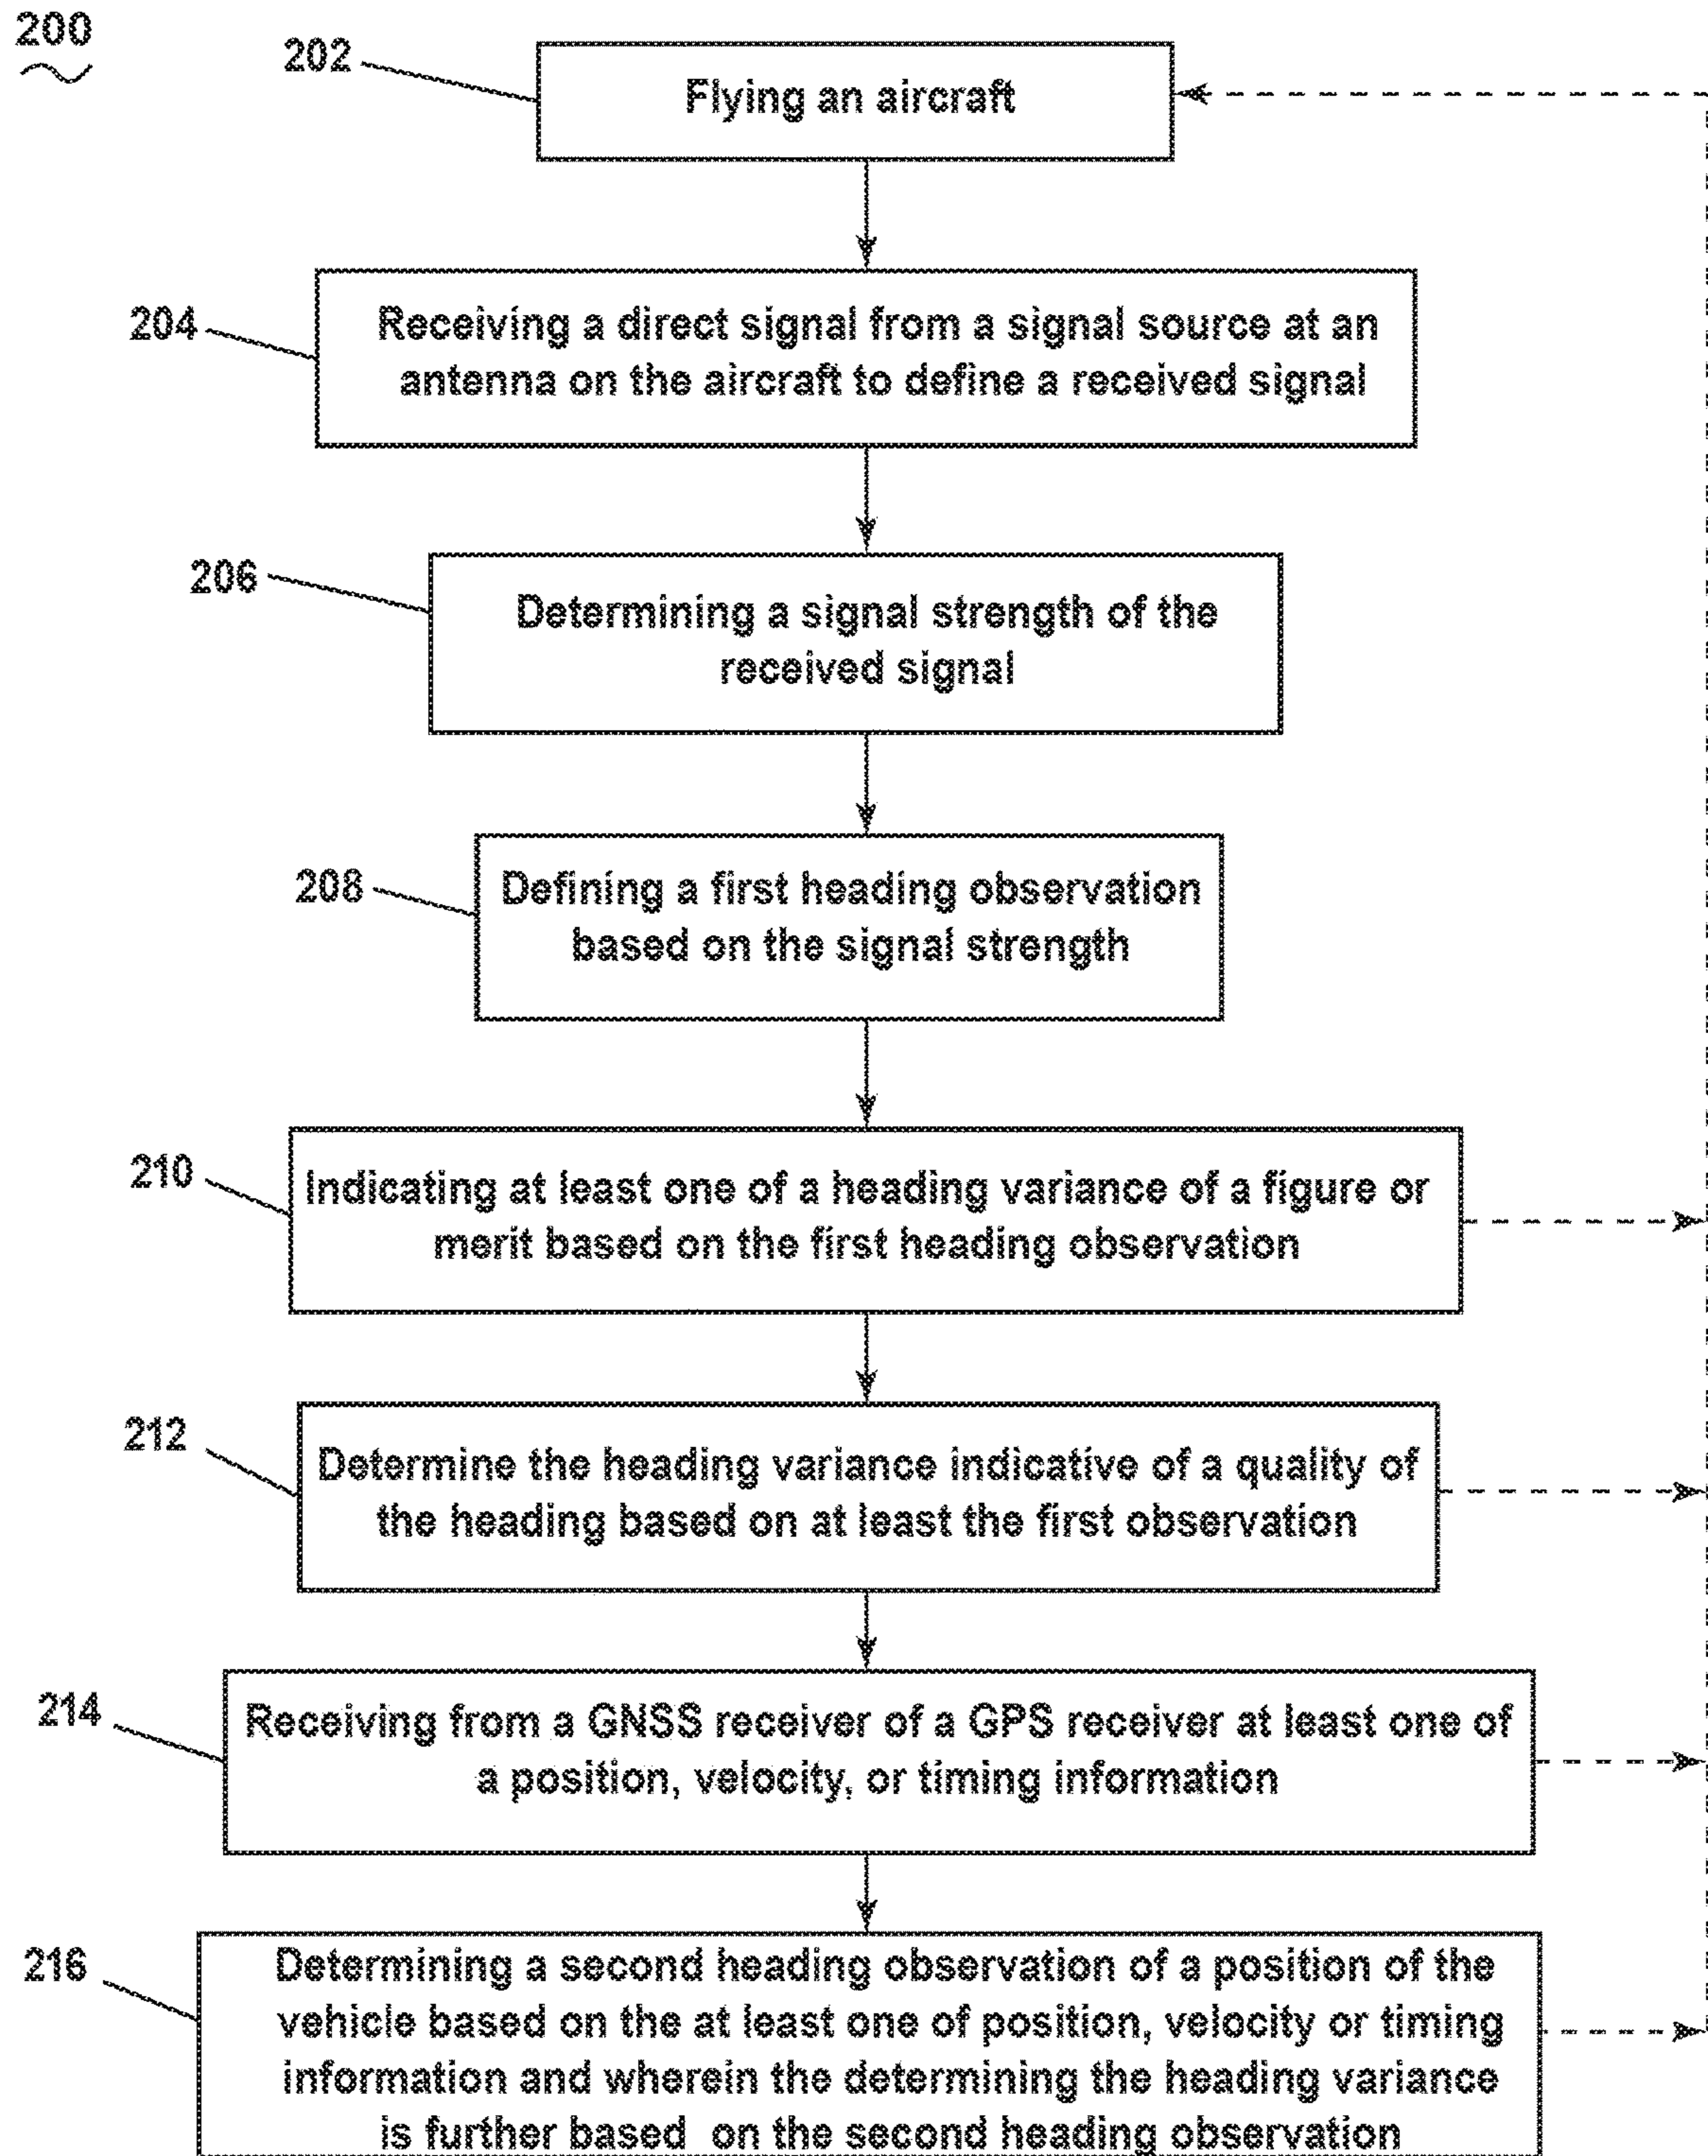 200
202
Flying an aircraft
204
Receiving a direct signal from a signal source at an
antenna on the aircraft to define a received signal
206
Determining a signal strength of the
received signal
208
Defining a first heading observation
based on the signal strength
210
Indicating at least one of a heading variance of a figure or
merit based on the first heading observation
212
Determine the heading variance indicative of a quality of
the heading based on at least the first observation
214
Receiving from a GNSS receiver of a GPS receiver at least one of
a position, velocity, or timing information
216
Determining a second heading observation of a position of the
vehicle based on the at least one of position, velocity or timing
information and wherein the determining the heading variance
is further based on the second heading observation